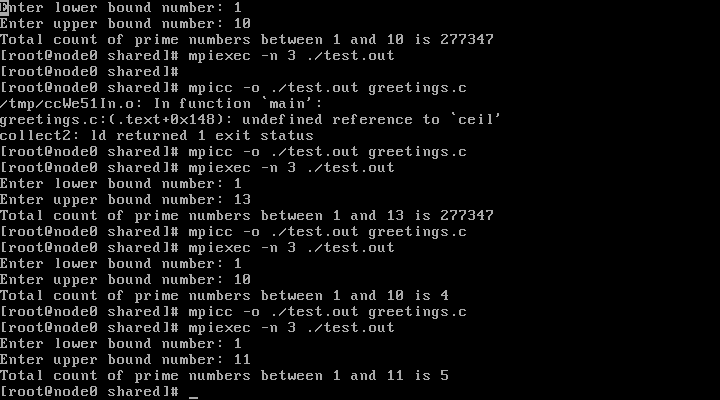 Enter lower bound number: 1
Enter upper bound number: 10
Total count of prime numbers between 1 and 10 is 277347
[root@node0 shared]# mpiexec -n 3 ./test.out
[root@node0 shared]#
[root@node0 shared]# mpicc -o ./test.out greetings.c
/tmp/ccWe51In.o: In function `main':
greetings.c:(.text+0x148): undefined reference to `ceil'
collect2: ld returned 1 exit status
[root@node0 shared]# mpicc -o ./test.out greetings.c
[root@node0 shared]# mpiexec -n 3 ./test.out
Enter lower bound number: 1
Enter upper bound number: 13
Total count of prime numbers between 1 and 13 is 277347
[root@node0 shared]# mpicc -o ./test.out greetings.c
[root@node0 shared]# mpiexec -n 3 ./test.out
Enter lower bound number: 1
Enter upper bound number: 10
Total count of prime numbers between 1 and 10 is 4
[root@node0 shared]# mpicc -o ./test.out greetings.c
[root@node0 shared]# mpiexec -n 3 ./test.out
Enter lower bound number: 1
Enter upper bound number: 11
Total count of prime numbers between 1 and 11 is 5
[root@node0 shared]# _